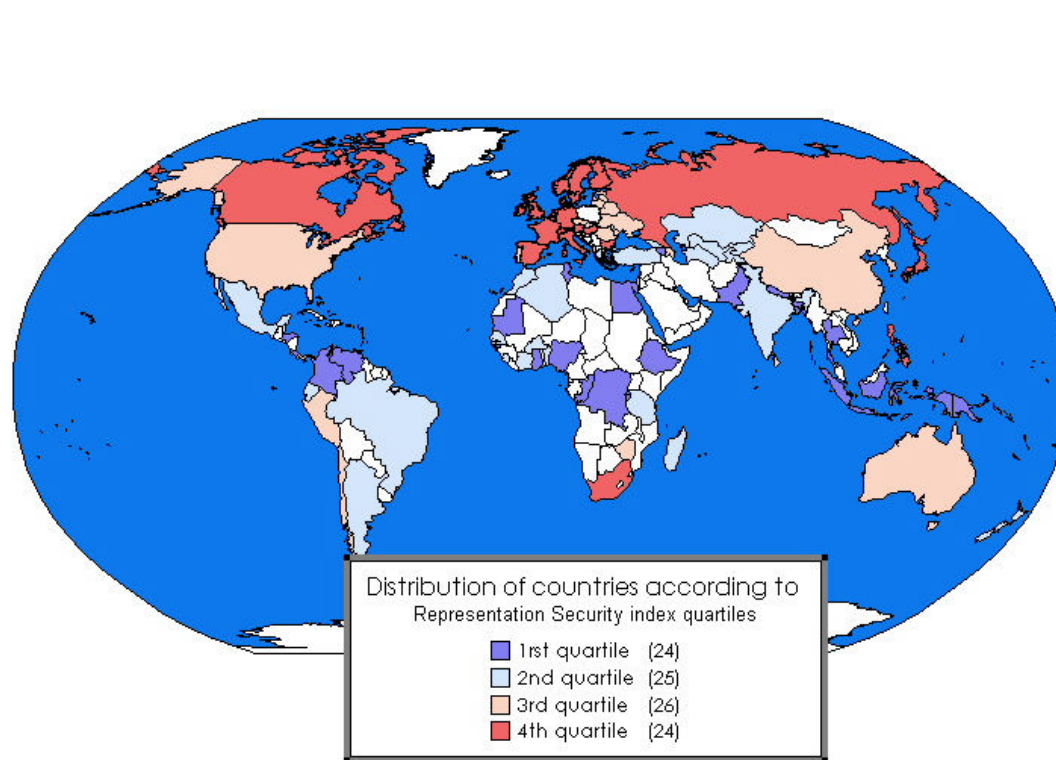 Distribution of countries according to
Representation Security index quartiles
1rst quartile (24)
2nd quartile (25)
3rd quartile (26)
4th quartile (24)